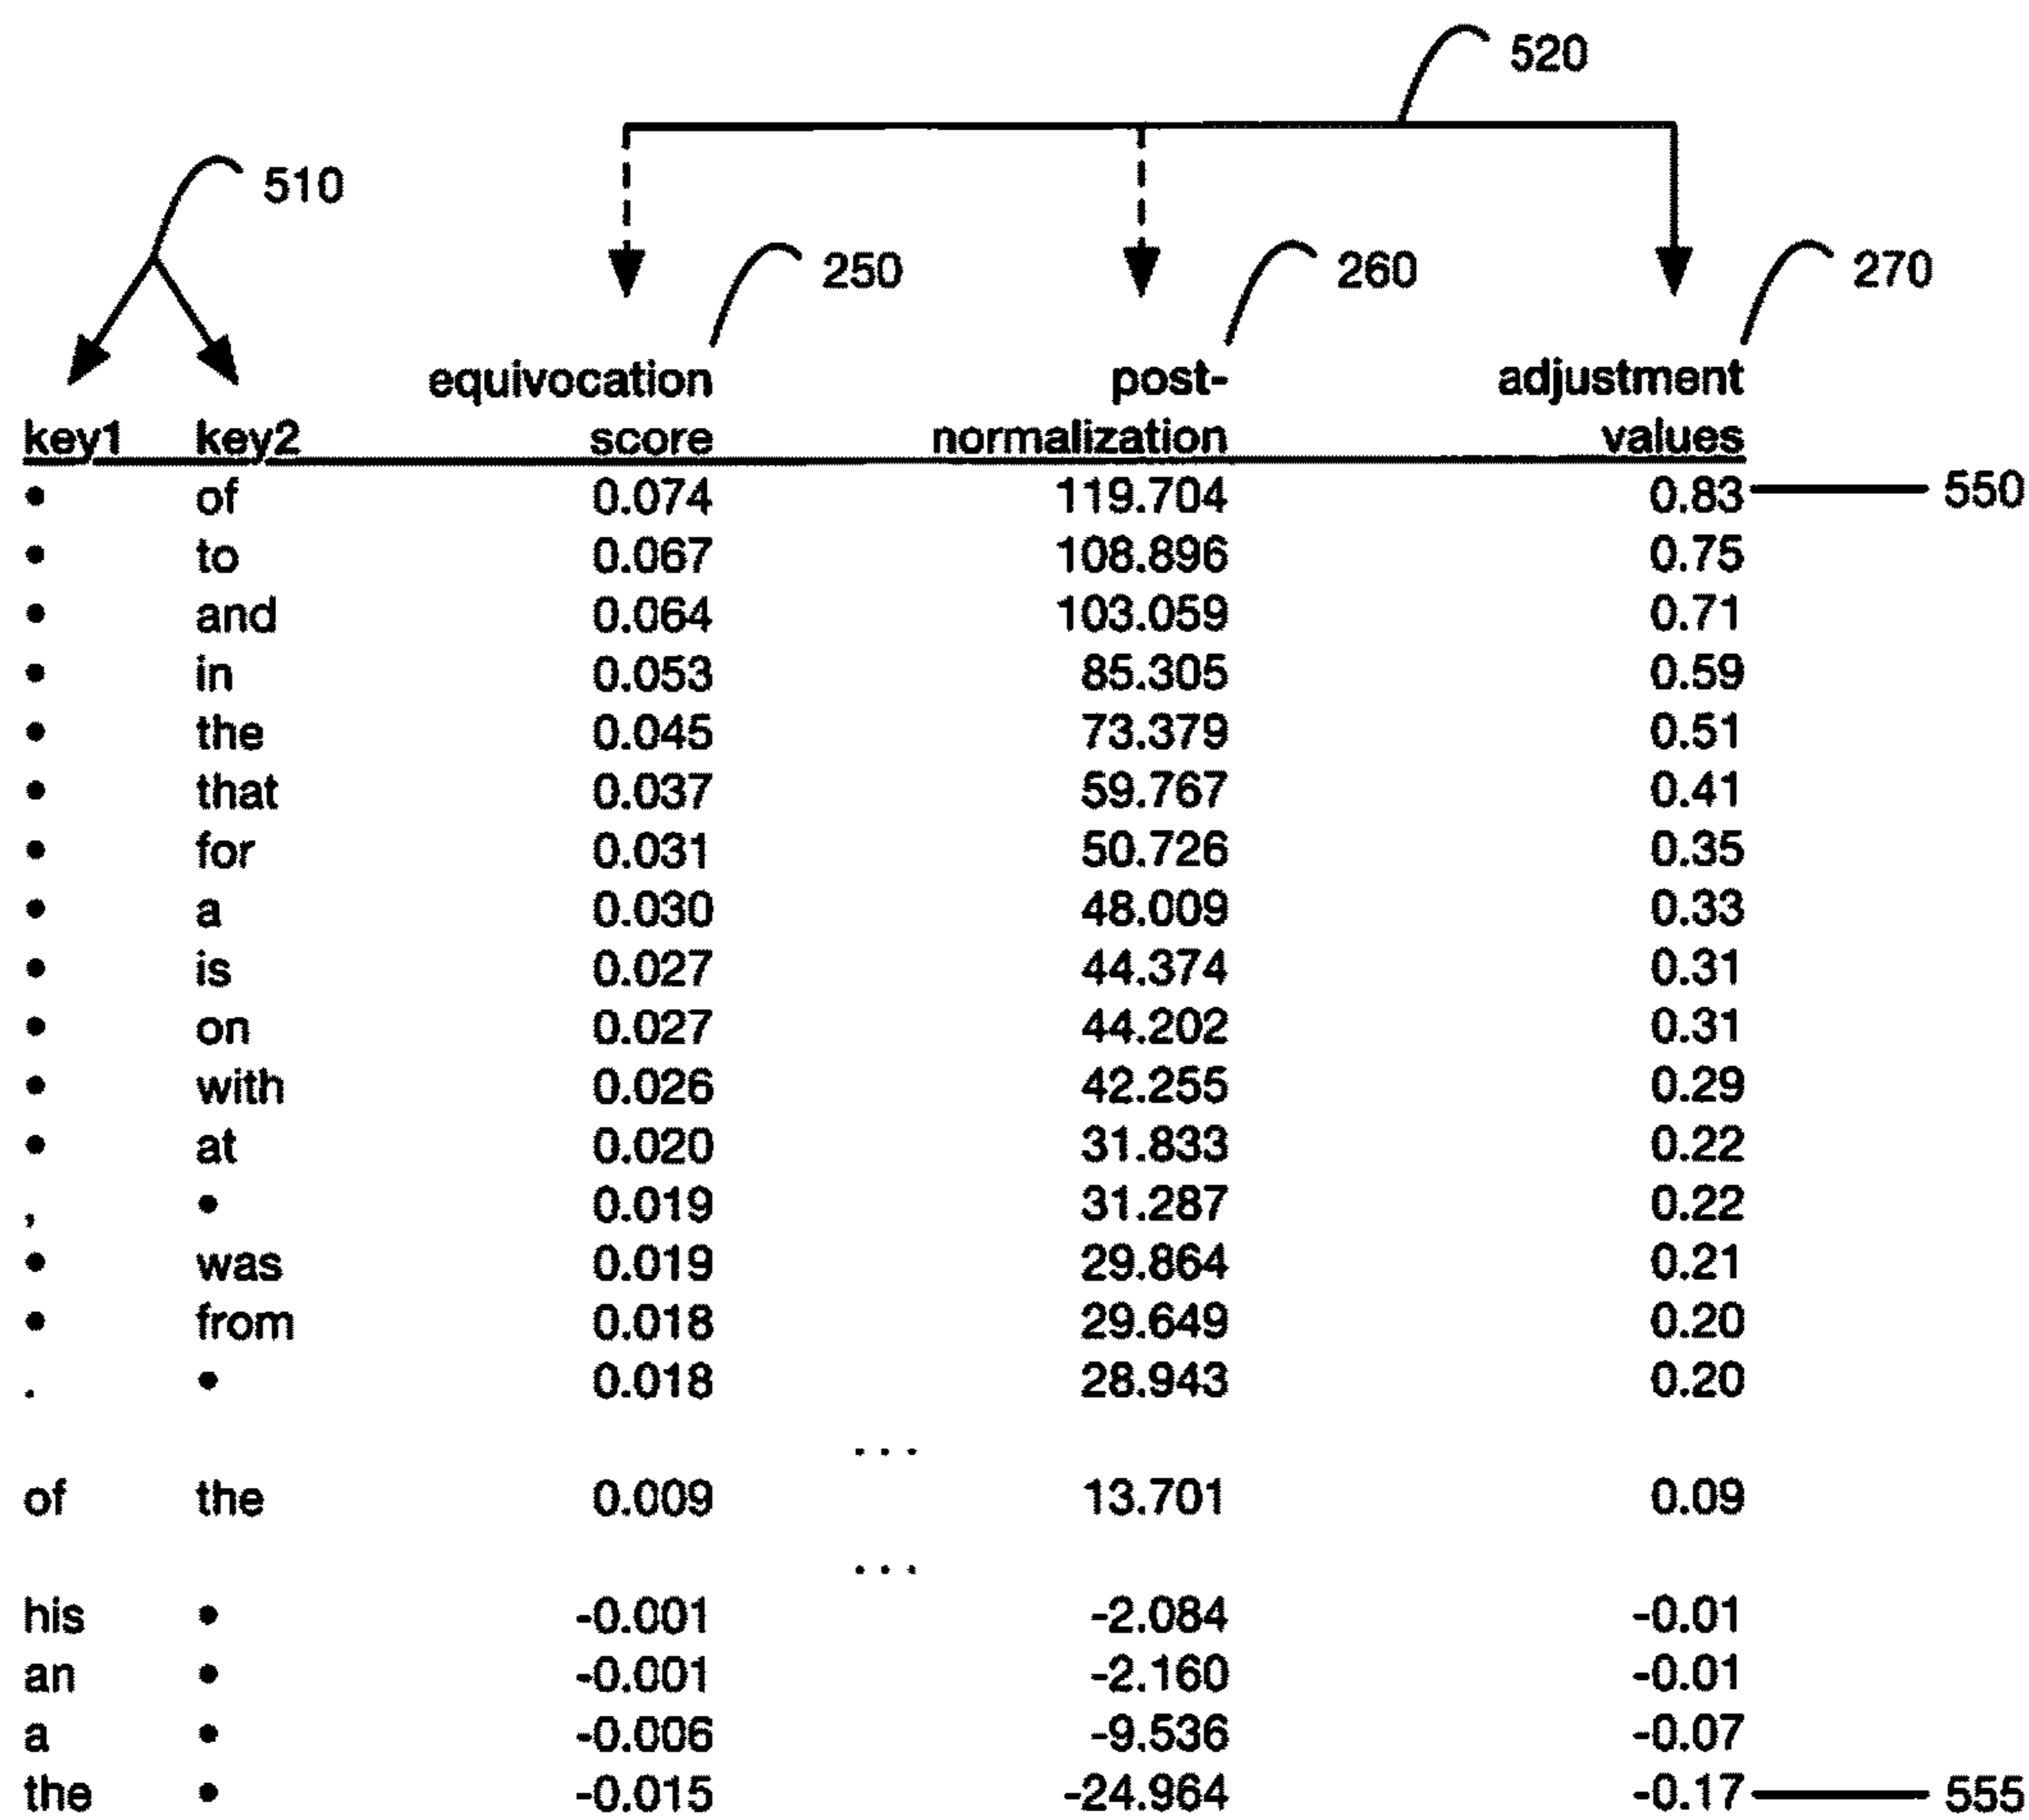 520
510
250 260 270
equivocation post- adjustment
key1 key2 score normalization values
• of 0.074 119.704 0.83 550
• to 0.067 108.896 0.75
• and 0.064 103.059 0.71
• in 0.053 85.305 0.59
• the 0.045 73.379 0.51
• that 0.037 59.767 0.41
• for 0.031 50.726 0.35
• a 0.030 48.009 0.33
• is 0.027 44.374 0.31
• on 0.027 44.202 0.31
• with 0.026 42.255 0.29
• at 0.020 31.833 0.22
, • 0.019 31.287 0.22
• was 0.019 29.864 0.21
• from 0.018 29.649 0.20
. • 0.018 28.943 0.20
...
of the 0.009 13.701 0.09
...
his • -0.001 -2.084 -0.01
an • -0.001 -2.160 -0.01
a • -0.006 -9.536 -0.07
the • -0.015 -24.964 -0.17 555